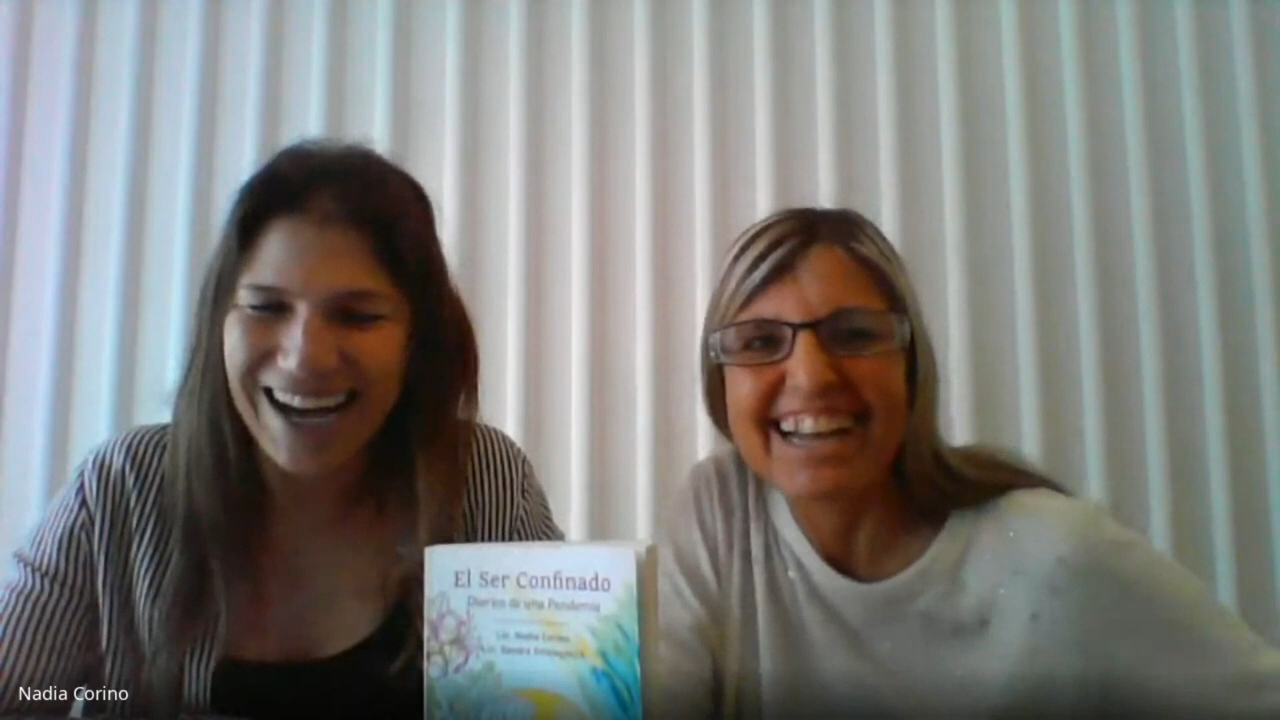 El Ser Confinado
Diarios de una Pandemia
Lic. Nadia Corino
Lic. Sandra
Nadia Corino